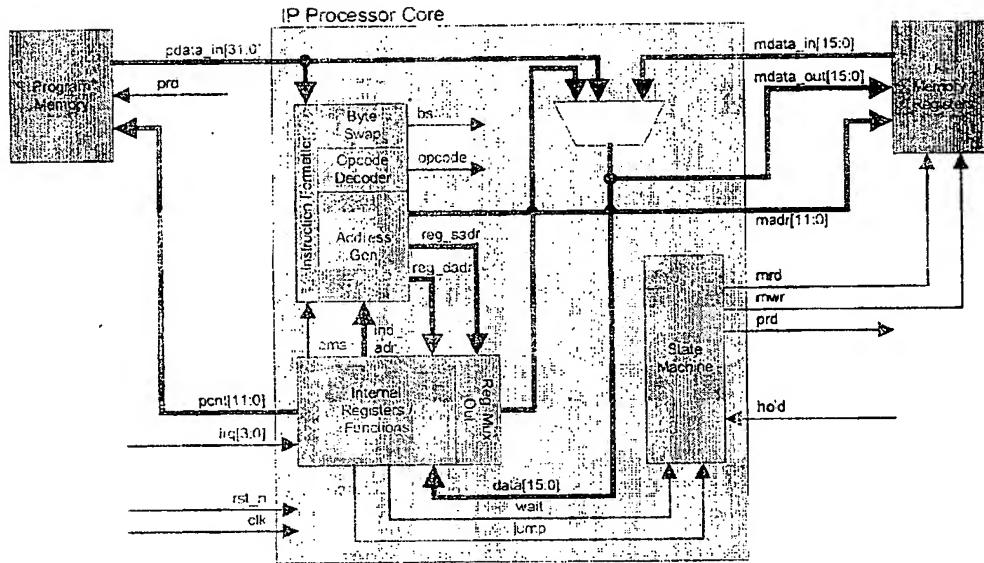 IP Processor Core
pdata_in[31:0]
mdata_in[15:0]
Program
Memory
prd
mdata_out[15:0]
Memory
Registers
Instruction Formatter
Byte
Swap
bs
Opcode
Decoder
opcode
madr[11:0]
Address
Gen
reg_sadr
reg_dadr
mrd
mwr
prd
ams
ind
adr
State
Machine
pcnt[11:0]
Internal
Registers /
Functions
Reg Mux
Out
hold
irq[3:0]
data[15:0]
rst_n
wait
clk
jump